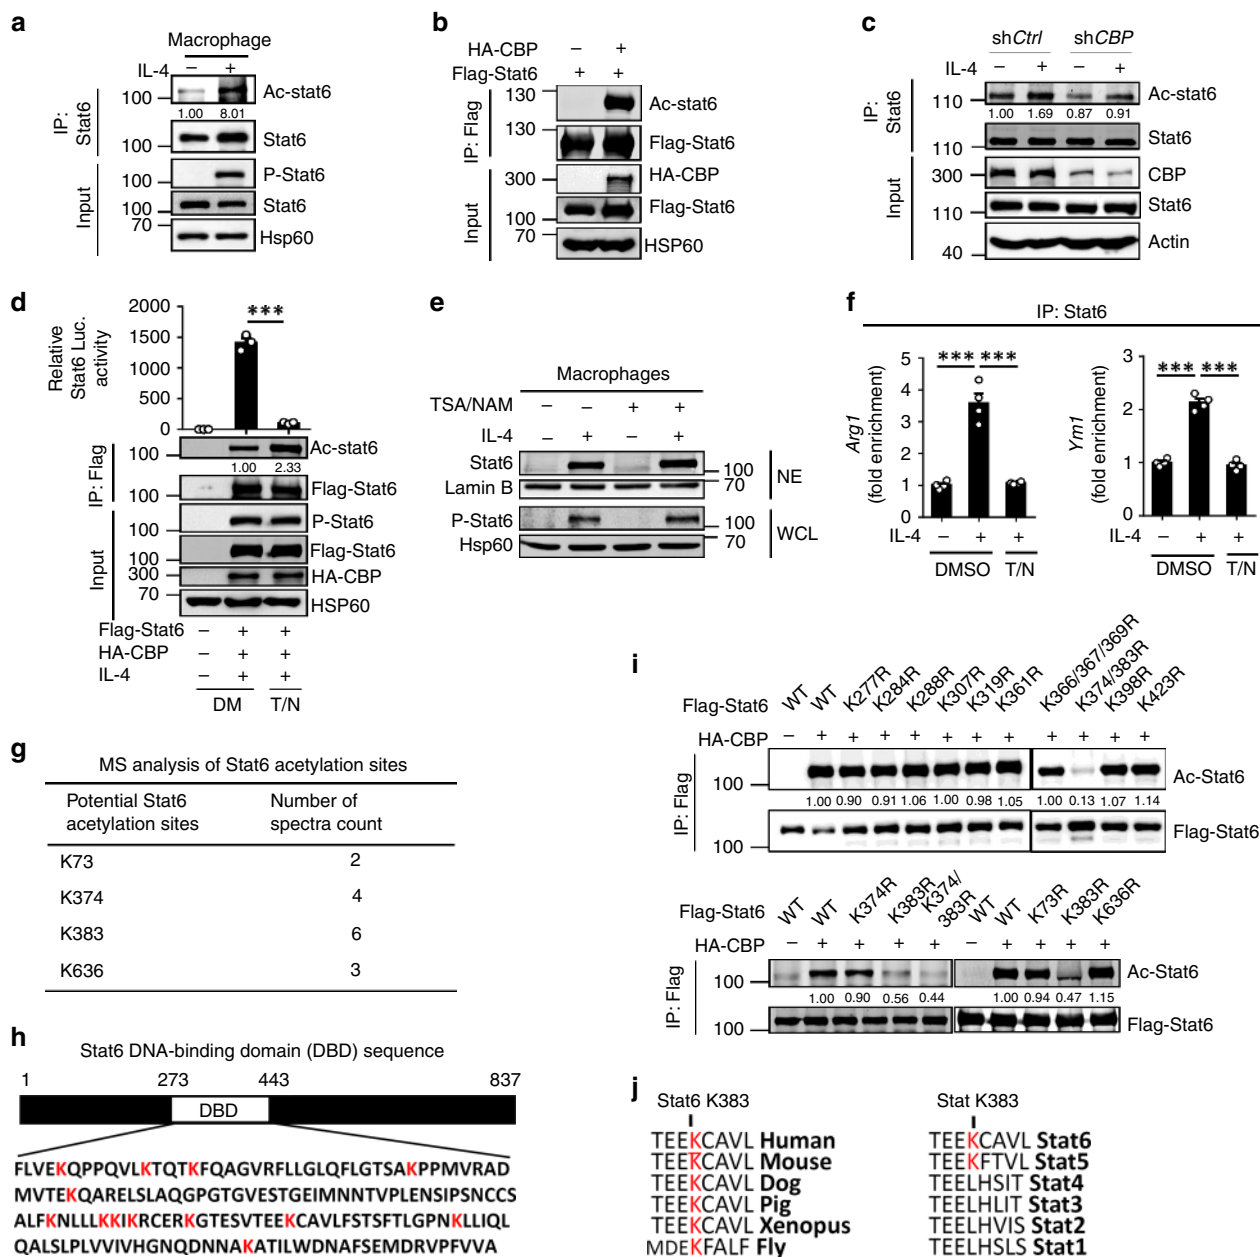 a
Macrophage
IL-4 – +
IP: Stat6
100 Ac-stat6
1.00 8.01
100 Stat6
Input
100 P-Stat6
100 Stat6
70 Hsp60
b
HA-CBP – +
Flag-Stat6 + +
IP: Flag
130 Ac-stat6
130 Flag-Stat6
Input
300 HA-CBP
100 Flag-Stat6
70 HSP60
c
shCtrl shCBP
IL-4 – + – +
IP: Stat6
110 Ac-stat6
1.00 1.69 0.87 0.91
110 Stat6
Input
300 CBP
110 Stat6
40 Actin
d
Relative Stat6 Luc. activity
2000
1500
1000
500
0
***
IP: Flag
100 Ac-stat6
1.00 2.33
100 Flag-Stat6
Input
100 P-Stat6
100 Flag-Stat6
300 HA-CBP
70 HSP60
Flag-Stat6 – + +
HA-CBP – + +
IL-4 – + +
DM T/N
e
Macrophages
TSA/NAM – – + +
IL-4 – + – +
Stat6 100
Lamin B 70
NE
P-Stat6 100
Hsp60 70
WCL
f
IP: Stat6
Arg1 (fold enrichment)
5
4
3
2
1
0
*** ***
IL-4 – + +
DMSO T/N
Ym1 (fold enrichment)
3
2
1
0
*** ***
IL-4 – + +
DMSO T/N
g
MS analysis of Stat6 acetylation sites
Potential Stat6 acetylation sites Number of spectra count
K73 2
K374 4
K383 6
K636 3
h
Stat6 DNA-binding domain (DBD) sequence
1 273 443 837
DBD
FLVEKQPPQVLKTQTKFQAGVRFLLGLQFLGTSAKPPMVRAD
MVTEKQARELSLAQGPGTGVESTGEIMNNTVPLENSIPSNCCS
ALFKNLLLKKIKRCERKGTESVTEEKCAVLFSTSFTLGPNKLLIQL
QALSLPLVVIVHGNQDNNAKATILWDNAFSEMDRVPFVVA
i
Flag-Stat6 WT WT K277R K284R K288R K307R K319R K361R K366/367/369R K374/383R K398R K423R
HA-CBP – + + + + + + + + + + +
IP: Flag
100 Ac-Stat6
1.00 0.90 0.91 1.06 1.00 0.98 1.05 1.00 0.13 1.07 1.14
100 Flag-Stat6
Flag-Stat6 WT WT K374R K383R K374/383R WT WT K73R K383R K636R
HA-CBP – + + + + – + + + +
IP: Flag
100 Ac-Stat6
1.00 0.90 0.56 0.44 1.00 0.94 0.47 1.15
100 Flag-Stat6
j
Stat6 K383
TEEKCAVL Human
TEEKCAVL Mouse
TEEKCAVL Dog
TEEKCAVL Pig
TEEKCAVL Xenopus
MDEKFALF Fly
Stat K383
TEEKCAVL Stat6
TEEKFTVL Stat5
TEELHSIT Stat4
TEELHLIT Stat3
TEELHVIS Stat2
TEELHSLS Stat1